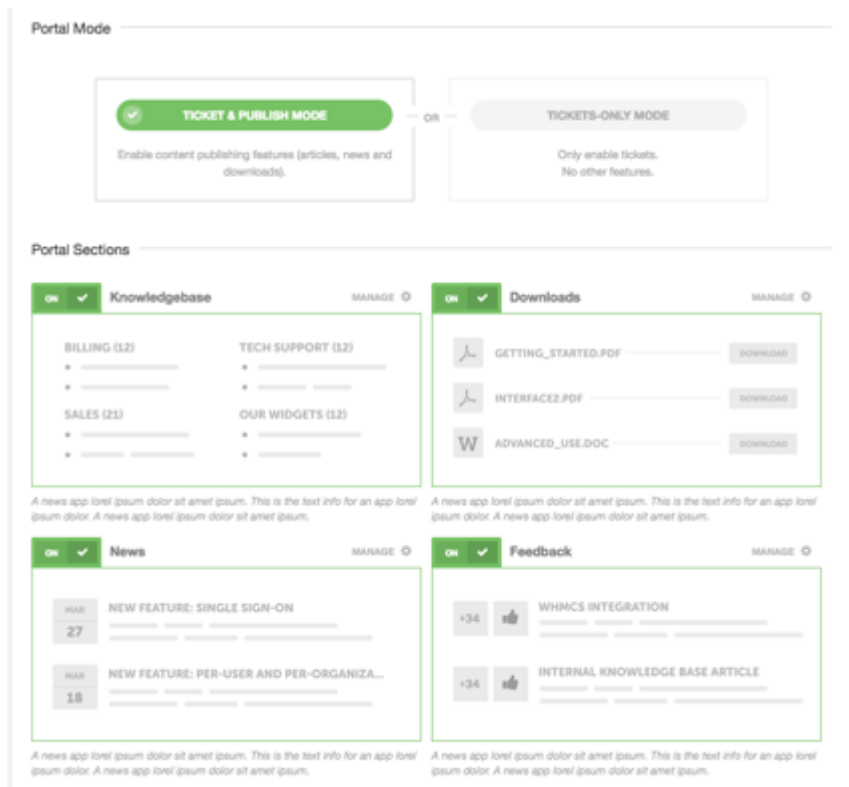 Portal Mode
TICKET & PUBLISH MODE
Enable content publishing features (articles, news and
downloads).
OR
TICKETS-ONLY MODE
Only enable tickets.
No other features.
Portal Sections
ON Knowledgebase MANAGE
BILLING (12) TECH SUPPORT (12)
SALES (21) OUR WIDGETS (12)
A news app lorel ipsum dolor sit amet ipsum. This is the text info for an app lorel
ipsum dolor. A news app lorel ipsum dolor sit amet ipsum.
ON Downloads MANAGE
GETTING_STARTED.PDF DOWNLOAD
INTERFACE2.PDF DOWNLOAD
W ADVANCED_USE.DOC DOWNLOAD
A news app lorel ipsum dolor sit amet ipsum. This is the text info for an app lorel
ipsum dolor. A news app lorel ipsum dolor sit amet ipsum.
ON News MANAGE
MAR
27
NEW FEATURE: SINGLE SIGN-ON
MAR
18
NEW FEATURE: PER-USER AND PER-ORGANIZA...
A news app lorel ipsum dolor sit amet ipsum. This is the text info for an app lorel
ipsum dolor. A news app lorel ipsum dolor sit amet ipsum.
ON Feedback MANAGE
+34 WHMCS INTEGRATION
+34 INTERNAL KNOWLEDGE BASE ARTICLE
A news app lorel ipsum dolor sit amet ipsum. This is the text info for an app lorel
ipsum dolor. A news app lorel ipsum dolor sit amet ipsum.